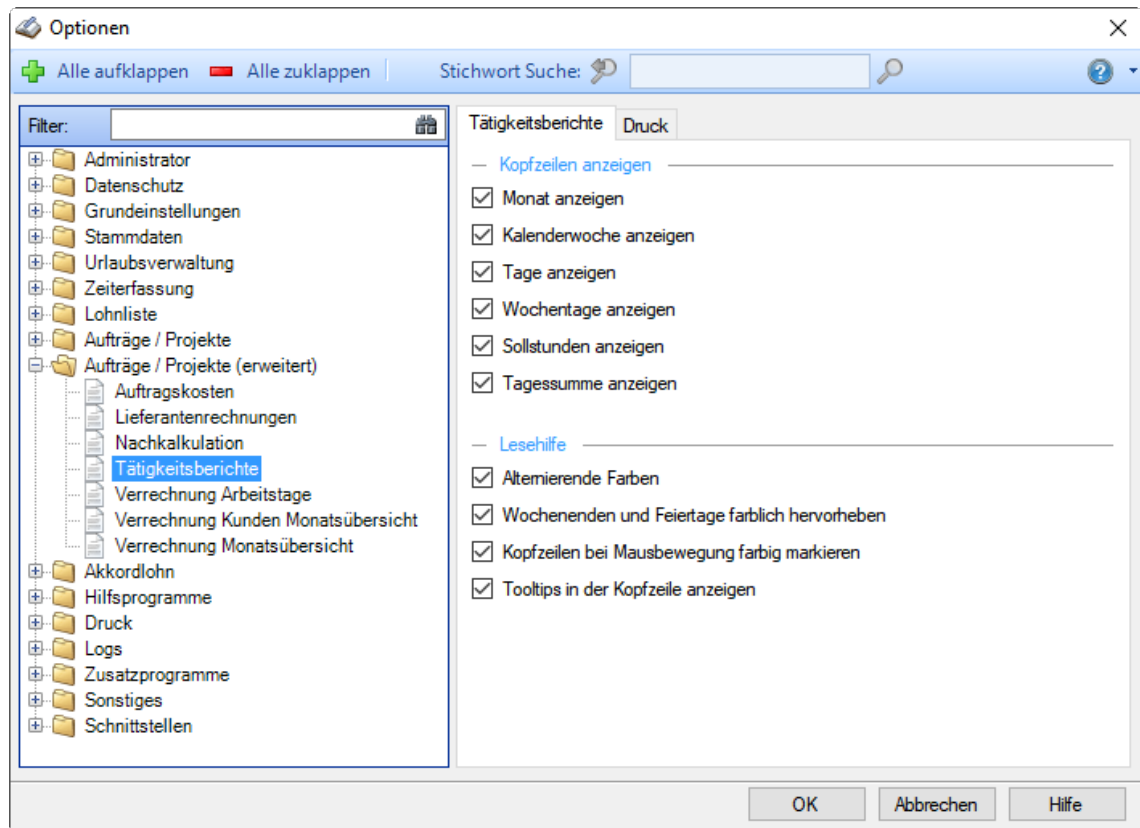 Optionen
Alle aufklappen
Alle zuklappen
Stichwort Suche:
Filter:
Administrator
Datenschutz
Grundeinstellungen
Stammdaten
Urlaubsverwaltung
Zeiterfassung
Lohnliste
Aufträge / Projekte
Aufträge / Projekte (erweitert)
Auftragskosten
Lieferantenrechnungen
Nachkalkulation
Tätigkeitsberichte
Verrechnung Arbeitstage
Verrechnung Kunden Monatsübersicht
Verrechnung Monatsübersicht
Akkordlohn
Hilfsprogramme
Druck
Logs
Zusatzprogramme
Sonstiges
Schnittstellen
Tätigkeitsberichte
Druck
Kopfzeilen anzeigen
Monat anzeigen
Kalenderwoche anzeigen
Tage anzeigen
Wochentage anzeigen
Sollstunden anzeigen
Tagessumme anzeigen
Lesehilfe
Alternierende Farben
Wochenenden und Feiertage farblich hervorheben
Kopfzeilen bei Mausbewegung farbig markieren
Tooltips in der Kopfzeile anzeigen
OK
Abbrechen
Hilfe